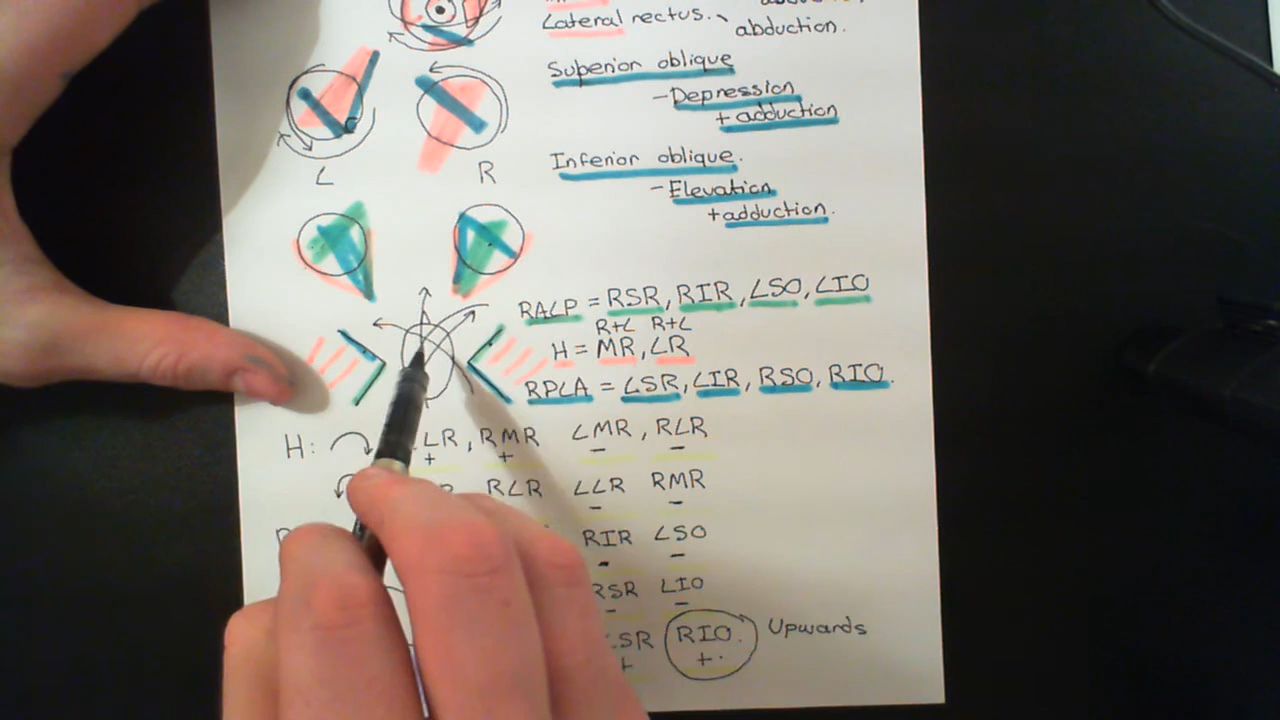 Lateral rectus.
abduction.
Superior oblique
- Depression
+ adduction
Inferior oblique.
- Elevation
+adduction.
L R
RALP = RSR, RIR, LSO, LIO
R+L R+L
H = MR, LR
RPLA = LSR, LIR, RSO, RIO.
H: LR, RMR LMR, RLR
+ + - -
RLR LLR RMR
- -
RIR LSO
- -
RSR LIO
- -
LSR RIO. Upwards
+ +.